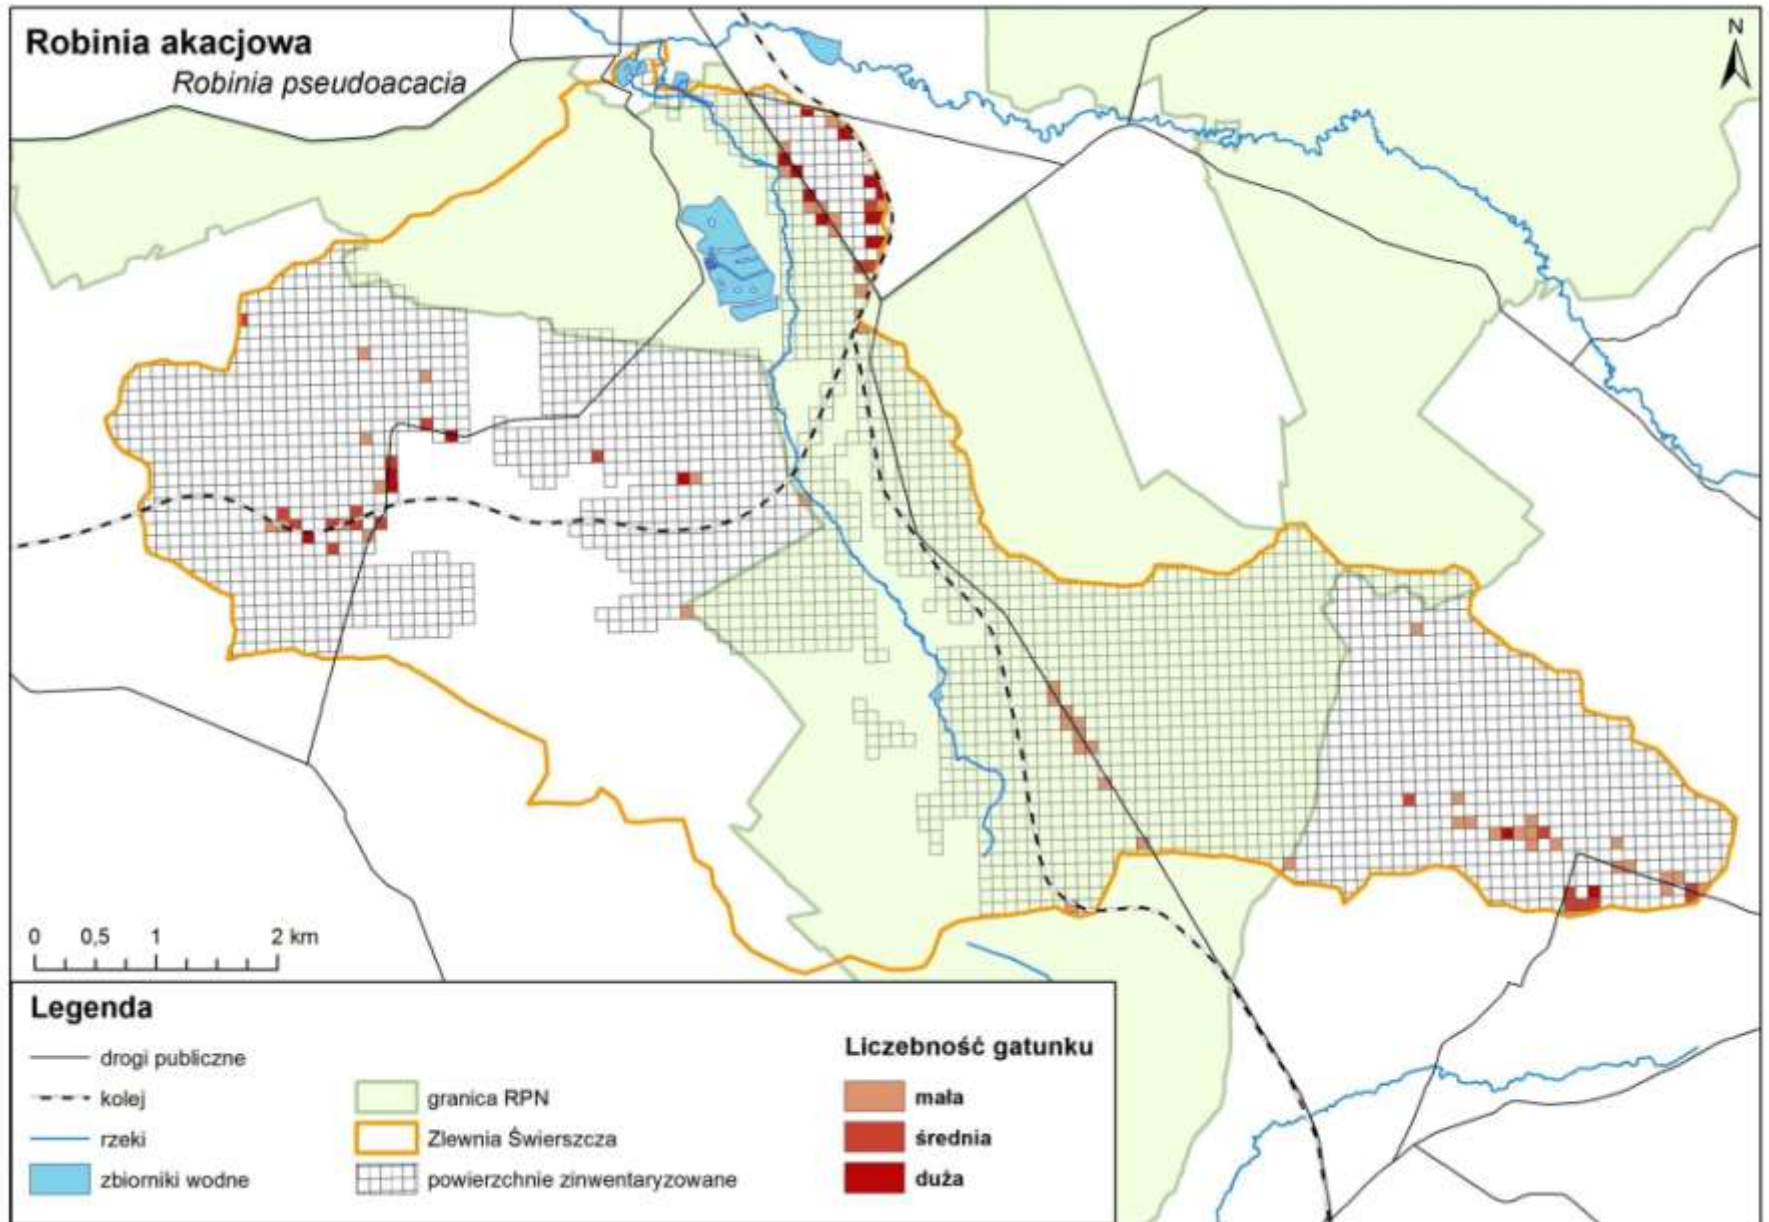 Robinia akacjowa
Robinia pseudoacacia
N
0 0,5 1 2 km
Legenda
drogi publiczne
kolej
rzeki
zbiorniki wodne
granica RPN
Zlewnia Świerszcza
powierzchnie zinwentaryzowane
Liczebność gatunku
mała
średnia
duża